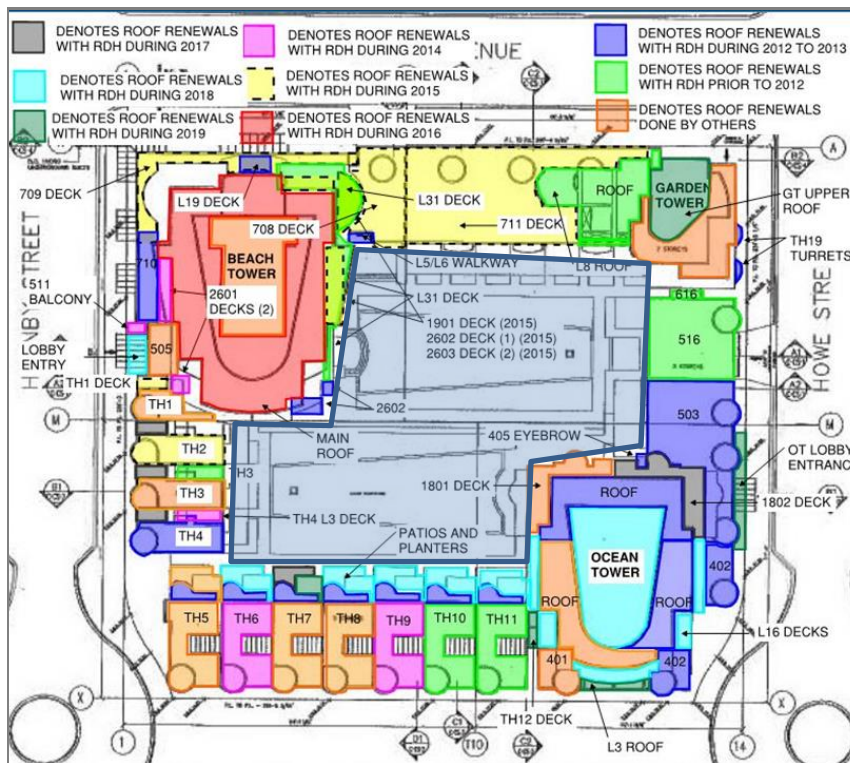 DENOTES ROOF RENEWALS
WITH RDH DURING 2017
DENOTES ROOF RENEWALS
WITH RDH DURING 2014
ENUE
DENOTES ROOF RENEWALS
WITH RDH DURING 2012 TO 2013
DENOTES ROOF RENEWALS
WITH RDH DURING 2018
DENOTES ROOF RENEWALS
WITH RDH DURING 2015
DENOTES ROOF RENEWALS
WITH RDH PRIOR TO 2012
DENOTES ROOF RENEWALS
WITH RDH DURING 2019
DENOTES ROOF RENEWALS
WITH RDH DURING 2016
DENOTES ROOF RENEWALS
DONE BY OTHERS
A
709 DECK
L19 DECK
L31 DECK
ROOF
GARDEN
TOWER
GT UPPER
ROOF
708 DECK
711 DECK
TH19
TURRETS
710
BEACH
TOWER
L5/L6 WALKWAY
L8 ROOF
511
BALCONY
2601
DECKS (2)
L31 DECK
616
1901 DECK (2015)
2602 DECK (1) (2015)
2603 DECK (2) (2015)
516
HOWE STRE
LOBBY
ENTRY
505
TH1 DECK
2602
TH1
503
M
M
MAIN
ROOF
405 EYEBROW
TH2
H3
OT LOBBY
ENTRANC
1801 DECK
TH3
ROOF
1802 DECK
TH4 L3 DECK
TH4
PATIOS AND
PLANTERS
OCEAN
TOWER
402
ROOF
ROOF
TH5
TH6
TH7
TH8
TH9
TH10
TH11
L16 DECKS
401
402
X
X
TH12 DECK
L3 ROOF
1
T10
14